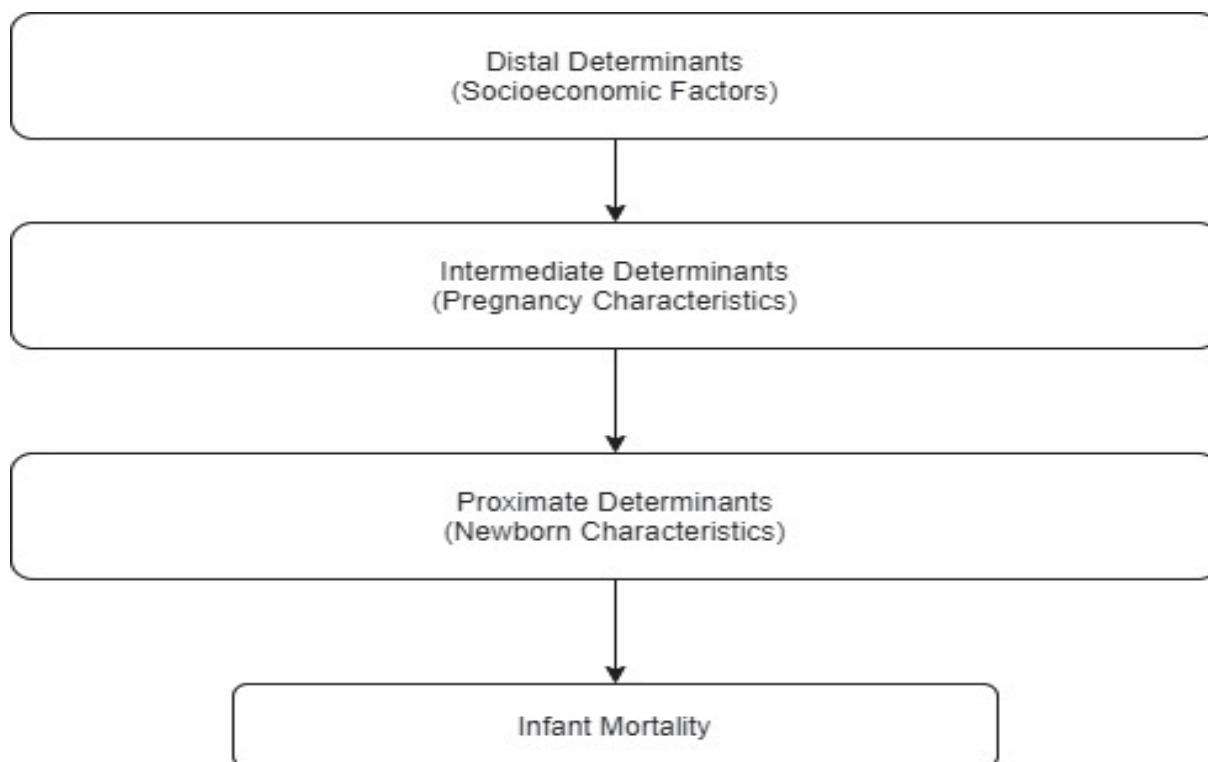 Distal Determinants
(Socioeconomic Factors)
Intermediate Determinants
(Pregnancy Characteristics)
Proximate Determinants
(Newborn Characteristics)
Infant Mortality